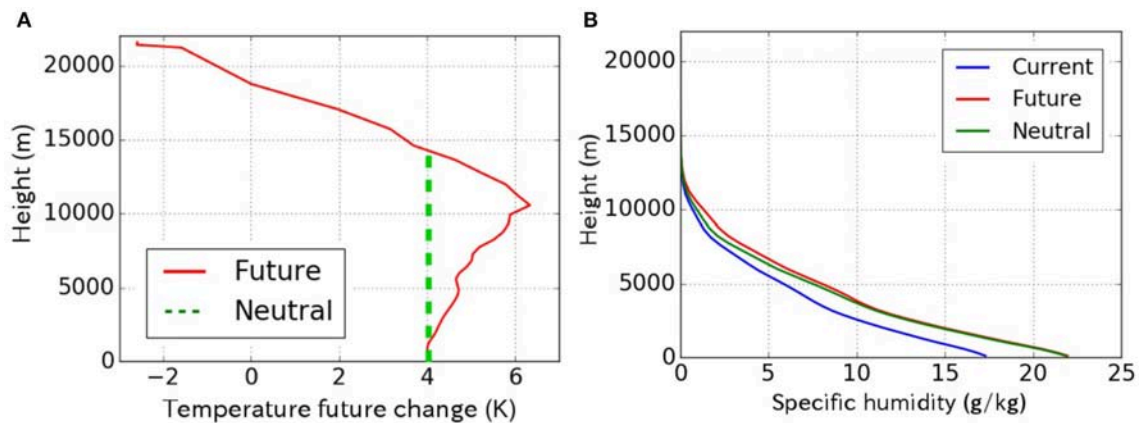 A
20000
15000
10000
5000
0
Height (m)
−2 0 2 4 6
Temperature future change (K)
Future
Neutral
B
20000
15000
10000
5000
0
Height (m)
0 5 10 15 20 25
Specific humidity (g/kg)
Current
Future
Neutral